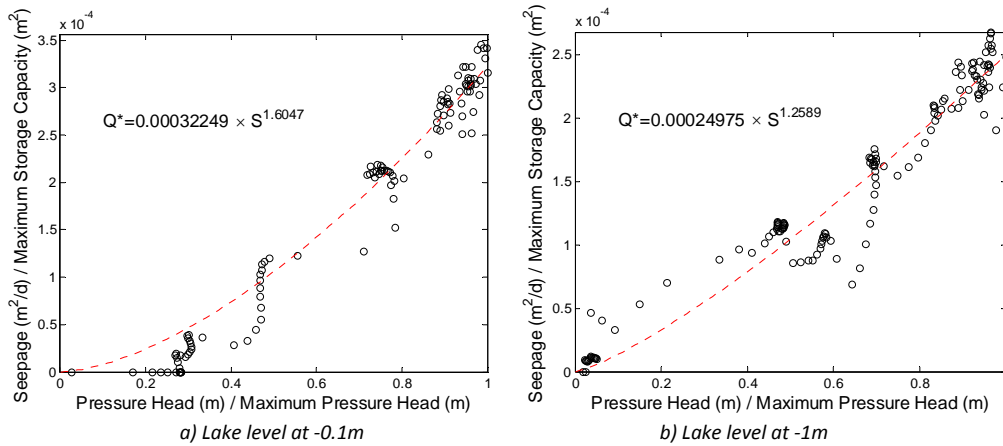 x 10⁻⁴
3.5
3
2.5
2
1.5
1
0.5
0
Seepage (m²/d) / Maximum Storage Capacity (m²)
Q*=0.00032249 × S^1.6047
0 0.2 0.4 0.6 0.8 1
Pressure Head (m) / Maximum Pressure Head (m)
a) Lake level at -0.1m
x 10⁻⁴
2.5
2
1.5
1
0.5
0
Seepage (m²/d) / Maximum Storage Capacity (m²)
Q*=0.00024975 × S^1.2589
0 0.2 0.4 0.6 0.8
Pressure Head (m) / Maximum Pressure Head (m)
b) Lake level at -1m